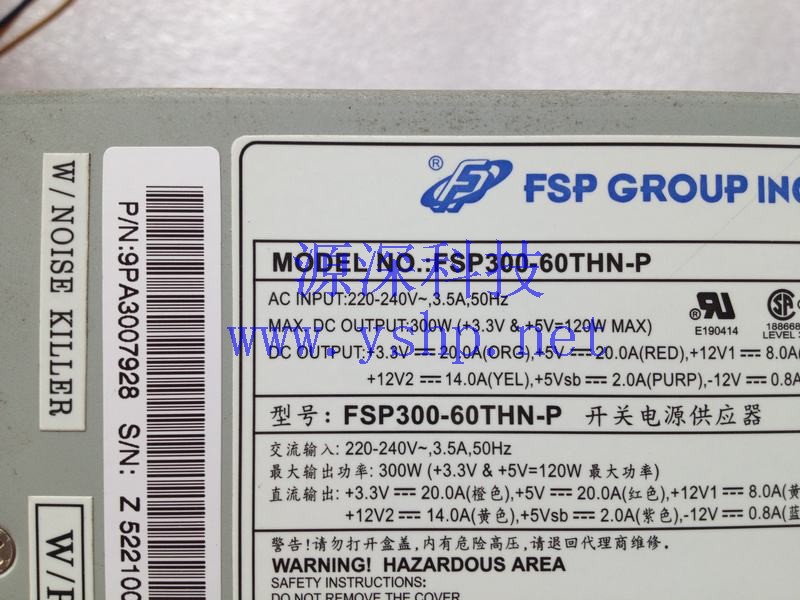 W/ NOISE KILLER
P/N:9PA3007928 S/N: Z 52210
® FSP GROUP INC
MODEL NO.:FSP300-60THN-P
AC INPUT:220-240V~,3.5A,50Hz
MAX. DC OUTPUT:300W (+3.3V & +5V=120W MAX)
DC OUTPUT:+3.3V ⎓ 20.0A(ORG),+5V ⎓ 20.0A(RED),+12V1 ⎓ 8.0A(
+12V2 ⎓ 14.0A(YEL),+5Vsb ⎓ 2.0A(PURP),-12V ⎓ 0.8A
® E190414
LEVEL 3
型号: FSP300-60THN-P 开关电源供应器
交流输入: 220-240V~,3.5A,50Hz
最大输出功率: 300W (+3.3V & +5V=120W 最大功率)
直流输出: +3.3V ⎓ 20.0A(橙色),+5V ⎓ 20.0A(红色),+12V1 ⎓ 8.0A(黄
+12V2 ⎓ 14.0A(黄色),+5Vsb ⎓ 2.0A(紫色),-12V ⎓ 0.8A(蓝
警告!请勿打开盒盖,内有危险高压,请退回代理商维修.
WARNING! HAZARDOUS AREA
SAFETY INSTRUCTIONS:
DO NOT REMOVE THE COVER
源深科技
www.yshp.net